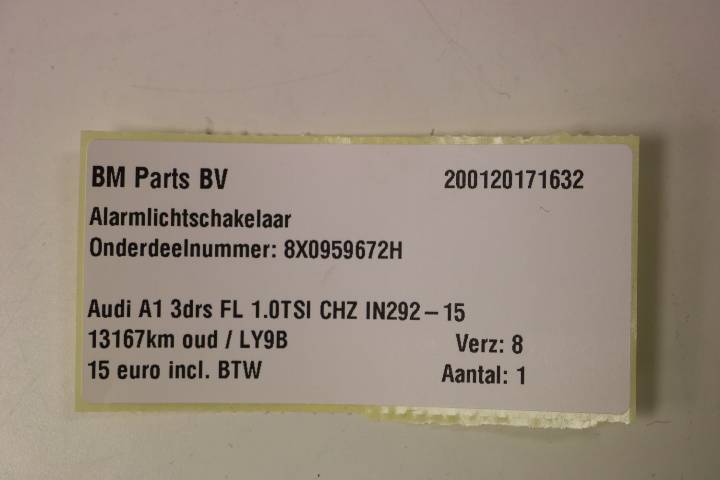 BM Parts BV 200120171632
Alarmlichtschakelaar
Onderdeelnummer: 8X0959672H
Audi A1 3drs FL 1.0TSI CHZ IN292-15
13167km oud / LY9B Verz: 8
15 euro incl. BTW Aantal: 1